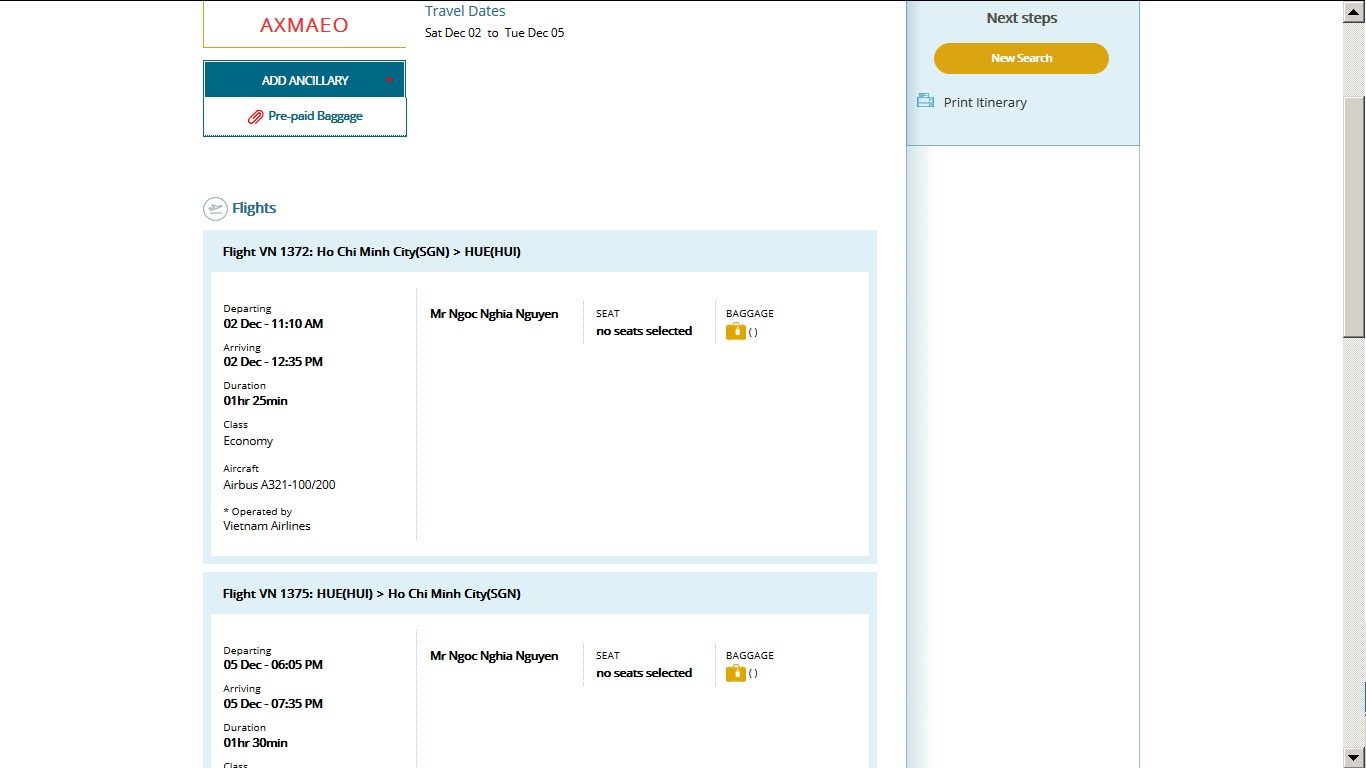 AXMAEO
Travel Dates
Sat Dec 02 to Tue Dec 05
ADD ANCILLARY
Pre-paid Baggage
Next steps
New Search
Print Itinerary
Flights
Flight VN 1372: Ho Chi Minh City(SGN) > HUE(HUI)
Departing
02 Dec - 11:10 AM
Arriving
02 Dec - 12:35 PM
Duration
01hr 25min
Class
Economy
Aircraft
Airbus A321-100/200
* Operated by
Vietnam Airlines
Mr Ngoc Nghia Nguyen
SEAT
no seats selected
BAGGAGE
( )
Flight VN 1375: HUE(HUI) > Ho Chi Minh City(SGN)
Departing
05 Dec - 06:05 PM
Arriving
05 Dec - 07:35 PM
Duration
01hr 30min
Class
Mr Ngoc Nghia Nguyen
SEAT
no seats selected
BAGGAGE
( )